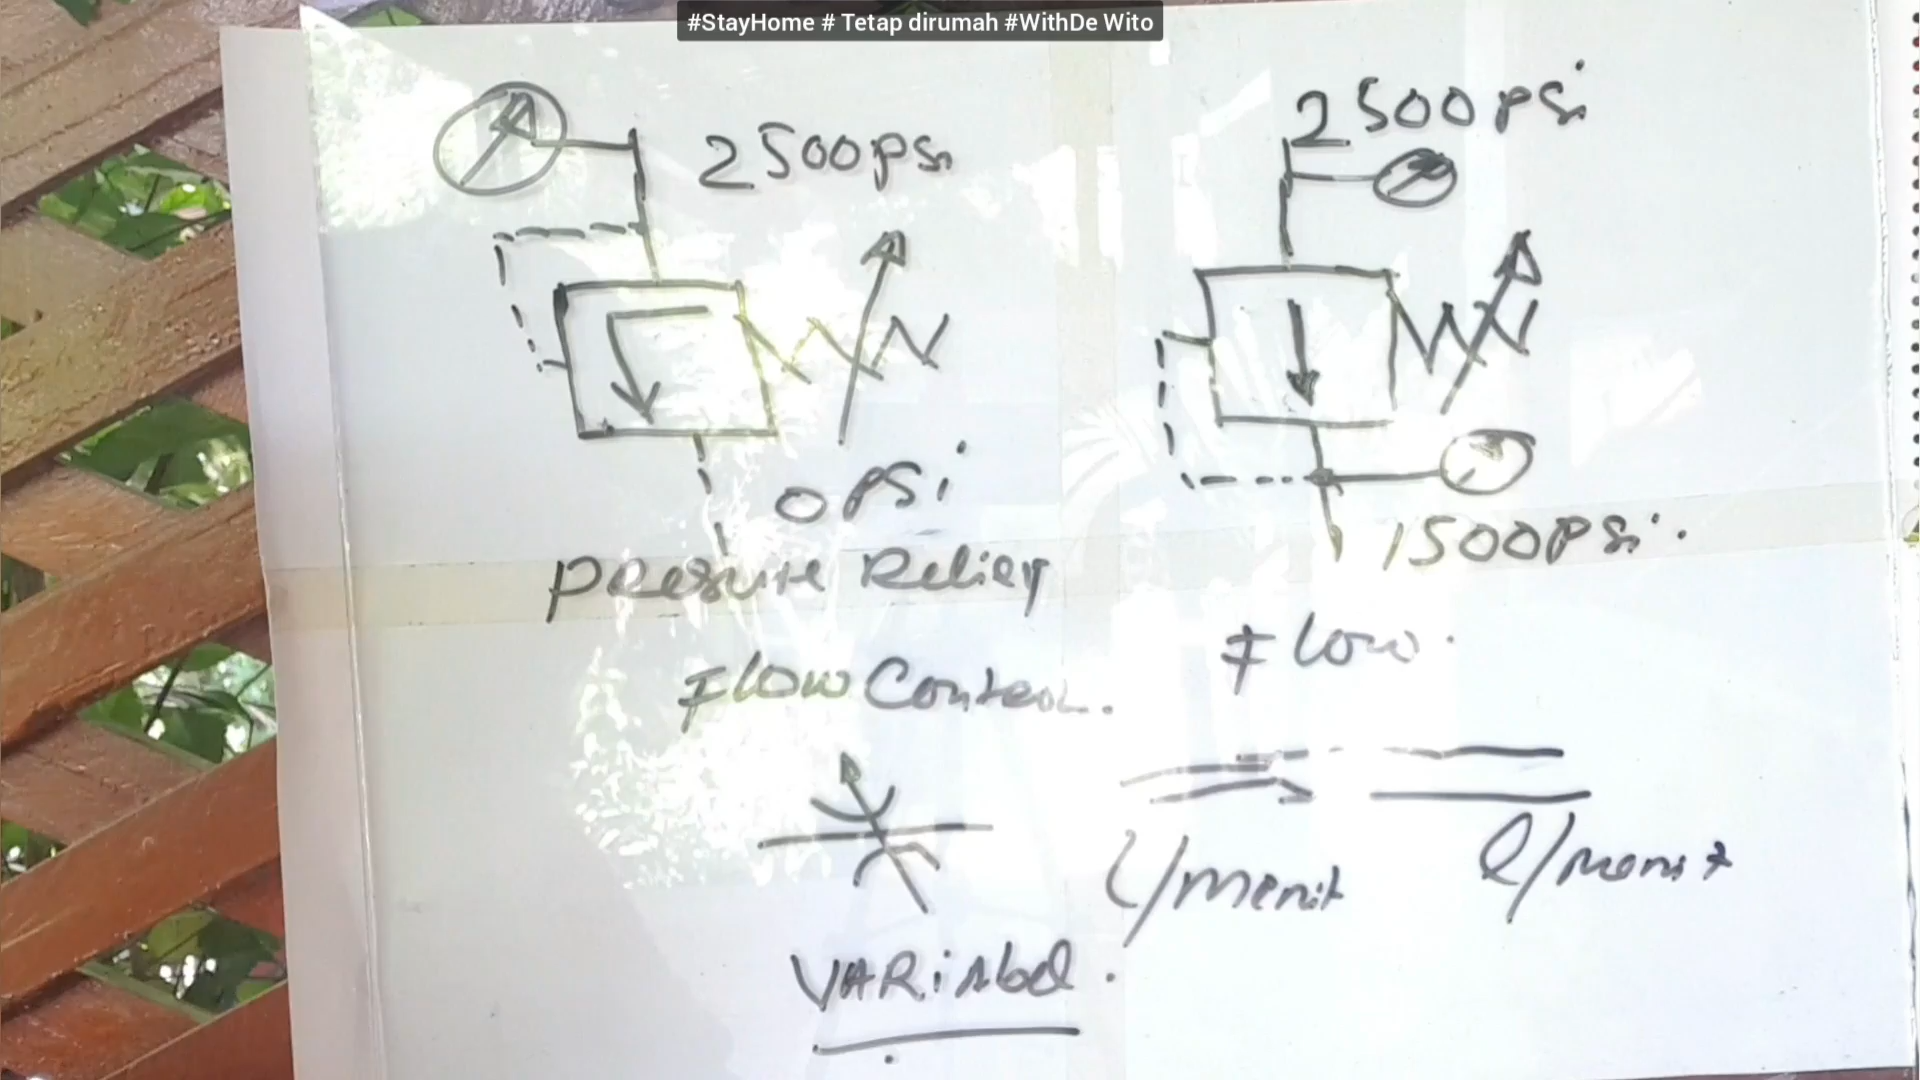 #StayHome # Tetap dirumah #WithDe Wito
2500psi
2500psi
0psi
1500psi.
Pressure Relief
Flow.
Flow Control.
l/menit
l/menit
VARiAbel.